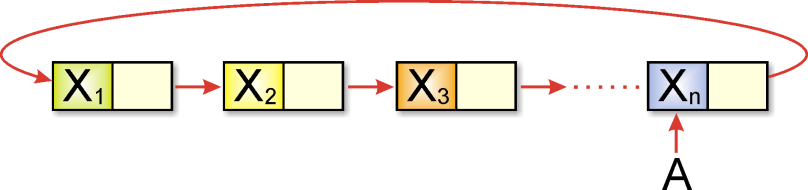 X₁ X₂ X₃ Xₙ
A